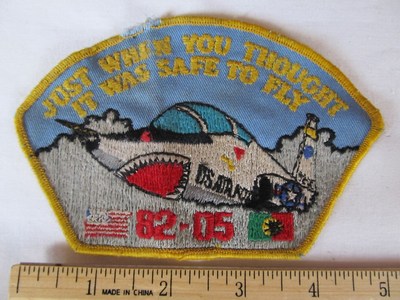 JUST WHEN YOU THOUGHT
IT WAS SAFE TO FLY
US AIR FORCE
82-05
1 MADE IN CHINA 2 3 4 5